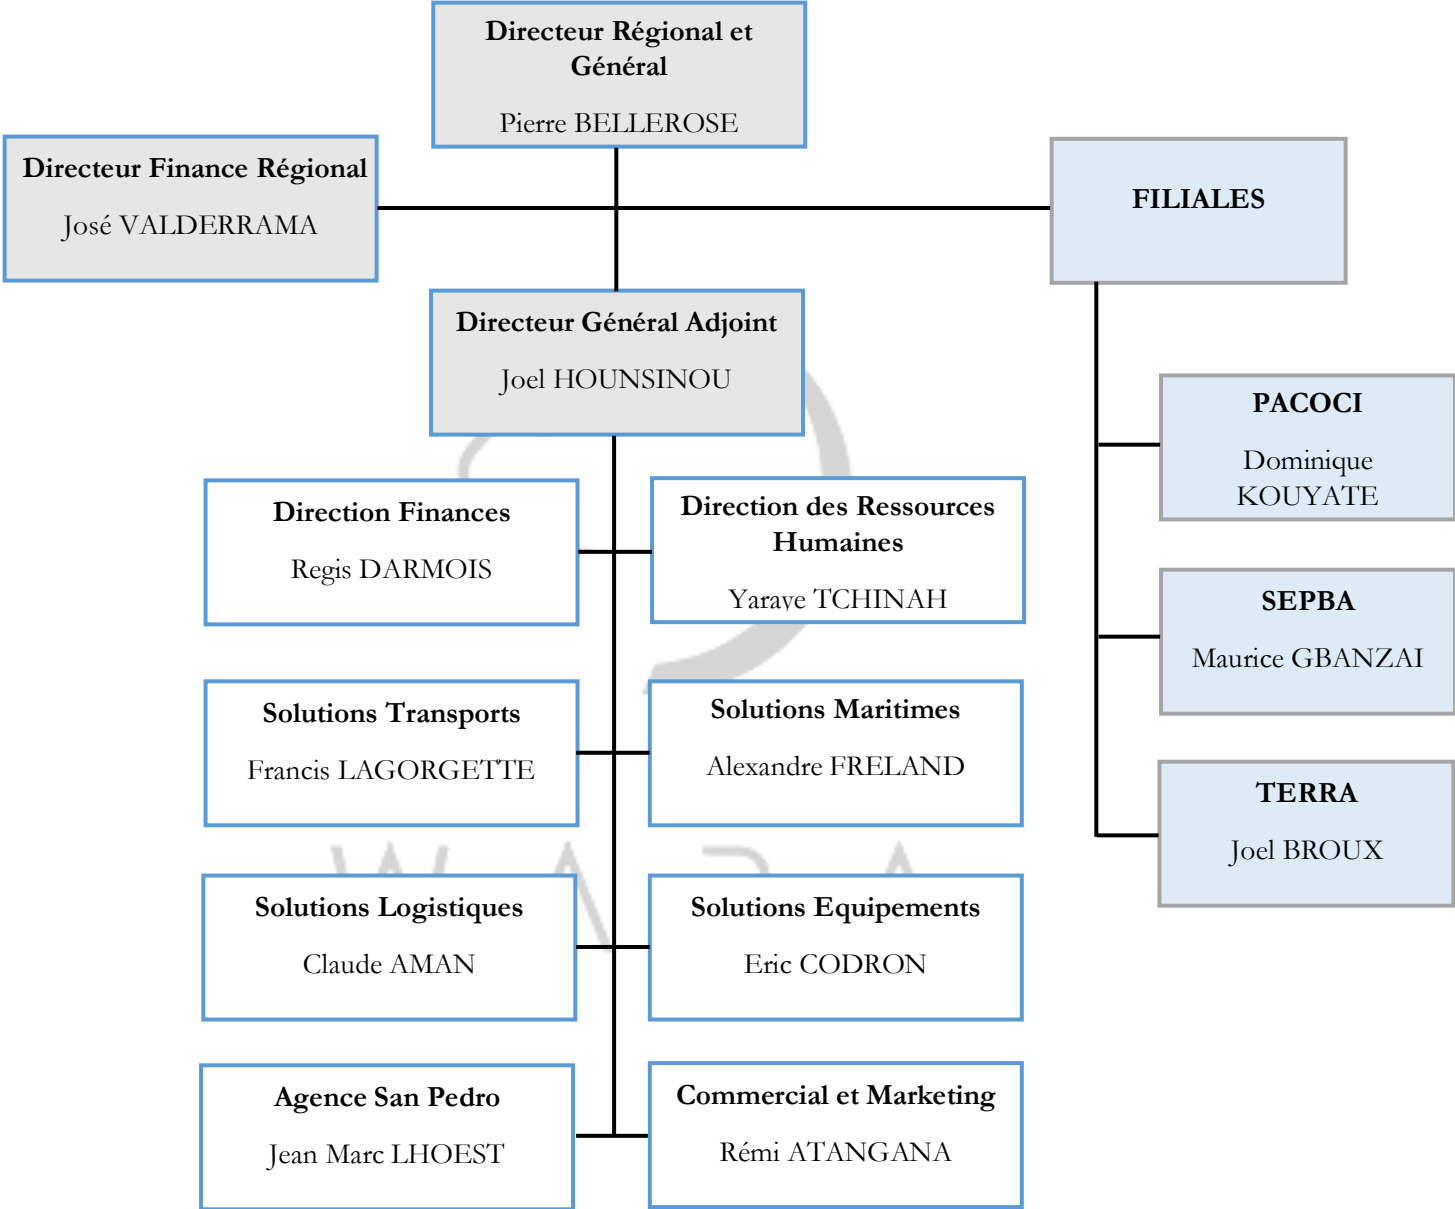 Directeur Régional et
Général
Pierre BELLEROSE
Directeur Finance Régional
José VALDERRAMA
FILIALES
Directeur Général Adjoint
Joel HOUNSINOU
PACOCI
Dominique
KOUYATE
Direction Finances
Regis DARMOIS
Direction des Ressources
Humaines
Yaraye TCHINAH
SEPBA
Maurice GBANZAI
Solutions Transports
Francis LAGORGETTE
Solutions Maritimes
Alexandre FRELAND
TERRA
Joel BROUX
Solutions Logistiques
Claude AMAN
Solutions Equipements
Eric CODRON
Agence San Pedro
Jean Marc LHOEST
Commercial et Marketing
Rémi ATANGANA